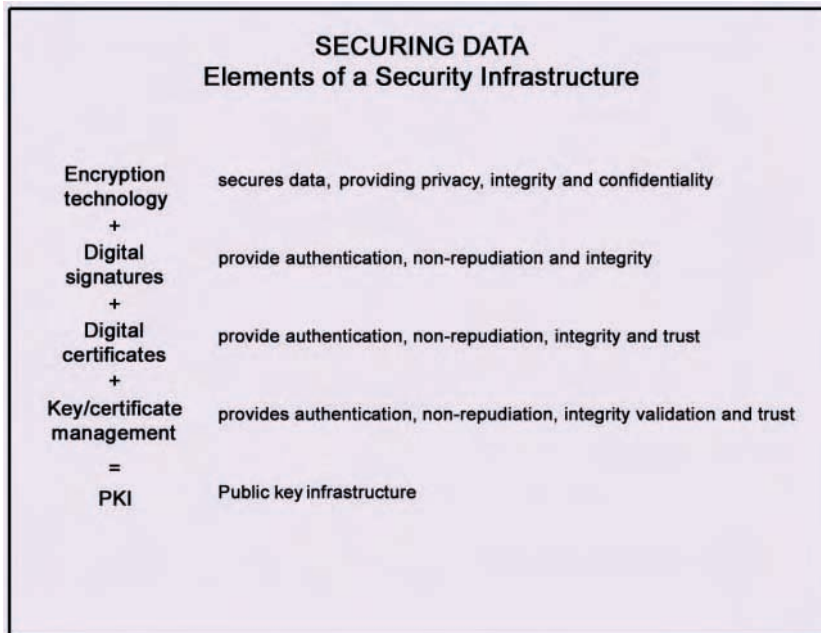 SECURING DATA
Elements of a Security Infrastructure
Encryption
technology
secures data, providing privacy, integrity and confidentiality
+
Digital
signatures
provide authentication, non-repudiation and integrity
+
Digital
certificates
provide authentication, non-repudiation, integrity and trust
+
Key/certificate
management
provides authentication, non-repudiation, integrity validation and trust
=
PKI
Public key infrastructure